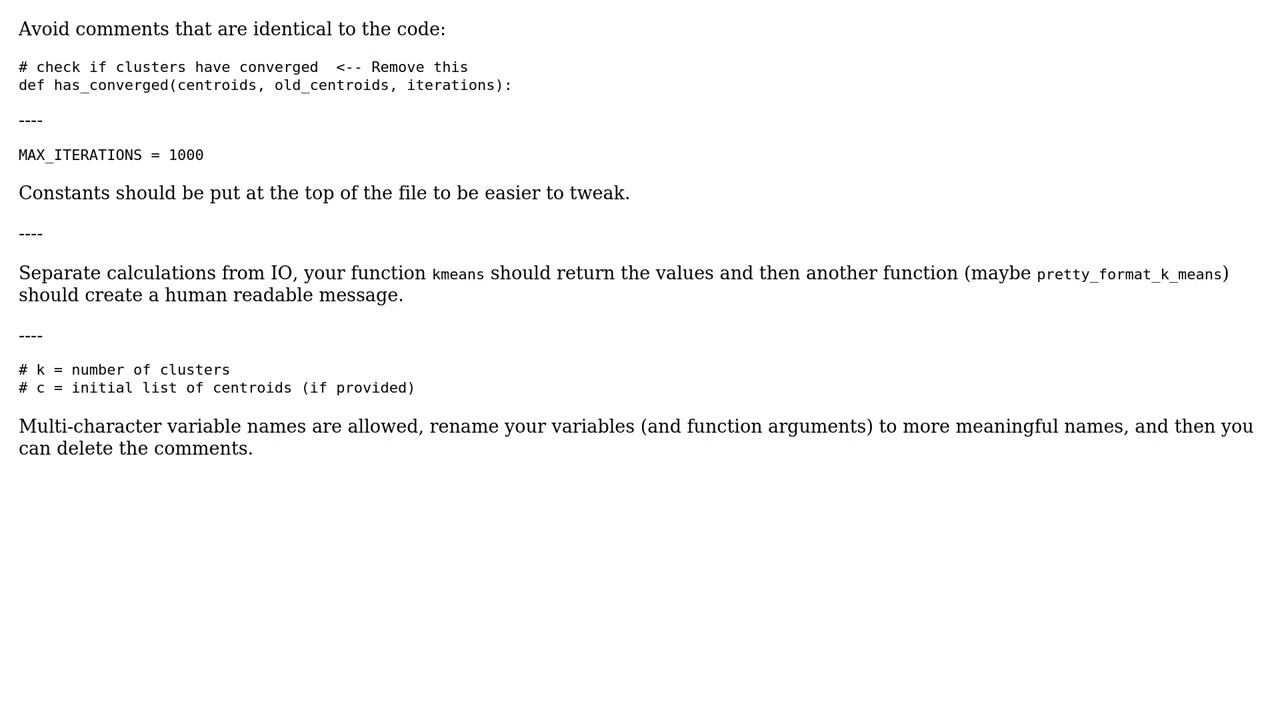 Avoid comments that are identical to the code:
# check if clusters have converged  <-- Remove this
def has_converged(centroids, old_centroids, iterations):
----
MAX_ITERATIONS = 1000
Constants should be put at the top of the file to be easier to tweak.
----
Separate calculations from IO, your function kmeans should return the values and then another function (maybe pretty_format_k_means)
should create a human readable message.
----
# k = number of clusters
# c = initial list of centroids (if provided)
Multi-character variable names are allowed, rename your variables (and function arguments) to more meaningful names, and then you
can delete the comments.